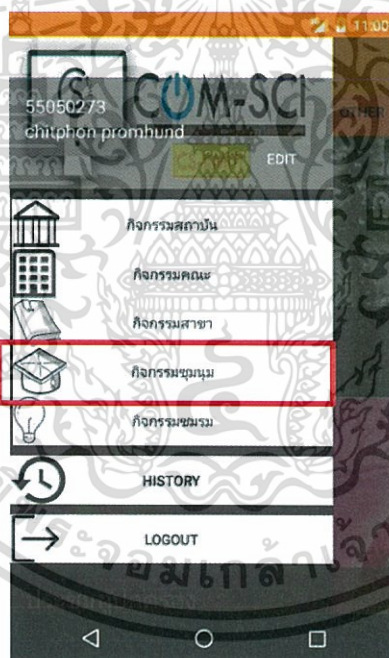 11:00
COM-SCI
55050273
OTHER
chitphon promhund
EDIT
กิจกรรมสถาบัน
กิจกรรมคณะ
กิจกรรมสาขา
กิจกรรมชุมนุม
กิจกรรมชมรม
HISTORY
LOGOUT